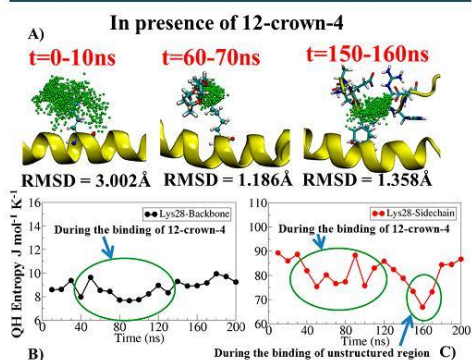 In presence of 12-crown-4
A)
t=0-10ns t=60-70ns t=150-160ns
RMSD = 3.002Å RMSD = 1.186Å RMSD = 1.358Å
QH Entropy J mol⁻¹ K⁻¹
16
14
12
10
8
6
Lys28-Backbone
During the binding of 12-crown-4
0 40 80 120 160 200
Time (ns)
B)
110
100
90
80
70
60
Lys28-Sidechain
During the binding of 12-crown-4
0 40 80 120 160 200
Time (ns)
During the binding of unstructured region
C)